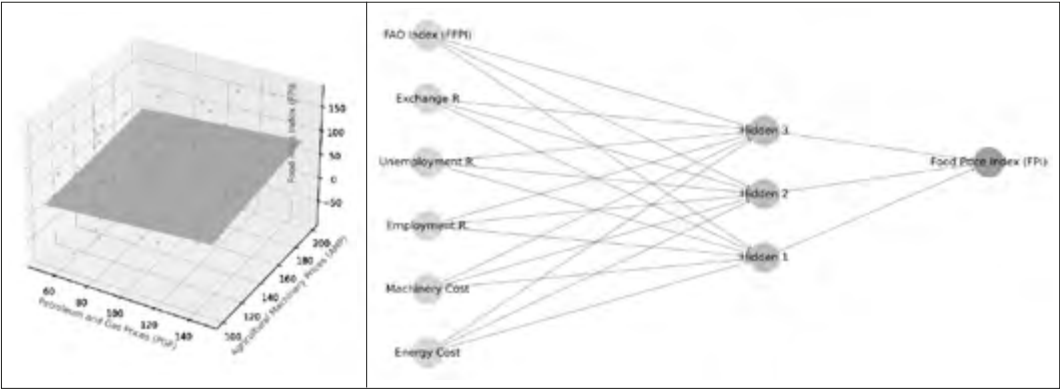 Food Price Index (FPI)
150
100
50
0
-50
60
80
100
120
140
Petroleum and Gas Prices (PGP)
100
120
140
160
180
200
Agricultural Machinery Prices (AMP)
FAO Index (FFPI)
Exchange R.
Unemployment R.
Employment R.
Machinery Cost
Energy Cost
Hidden 3
Hidden 2
Hidden 1
Food Price Index (FPI)